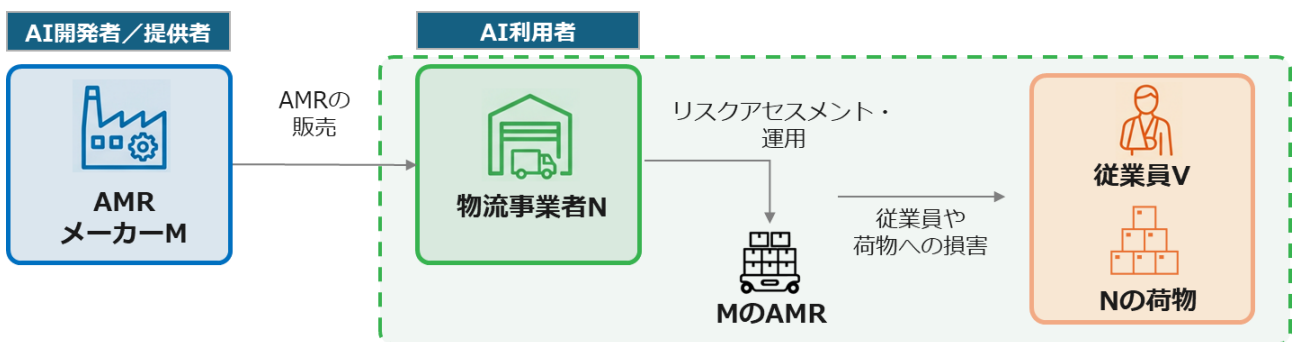 AI開発者／提供者
AI利用者
AMRの
販売
リスクアセスメント・
運用
AMR
メーカーM
物流事業者N
従業員V
従業員や
荷物への損害
MのAMR
Nの荷物